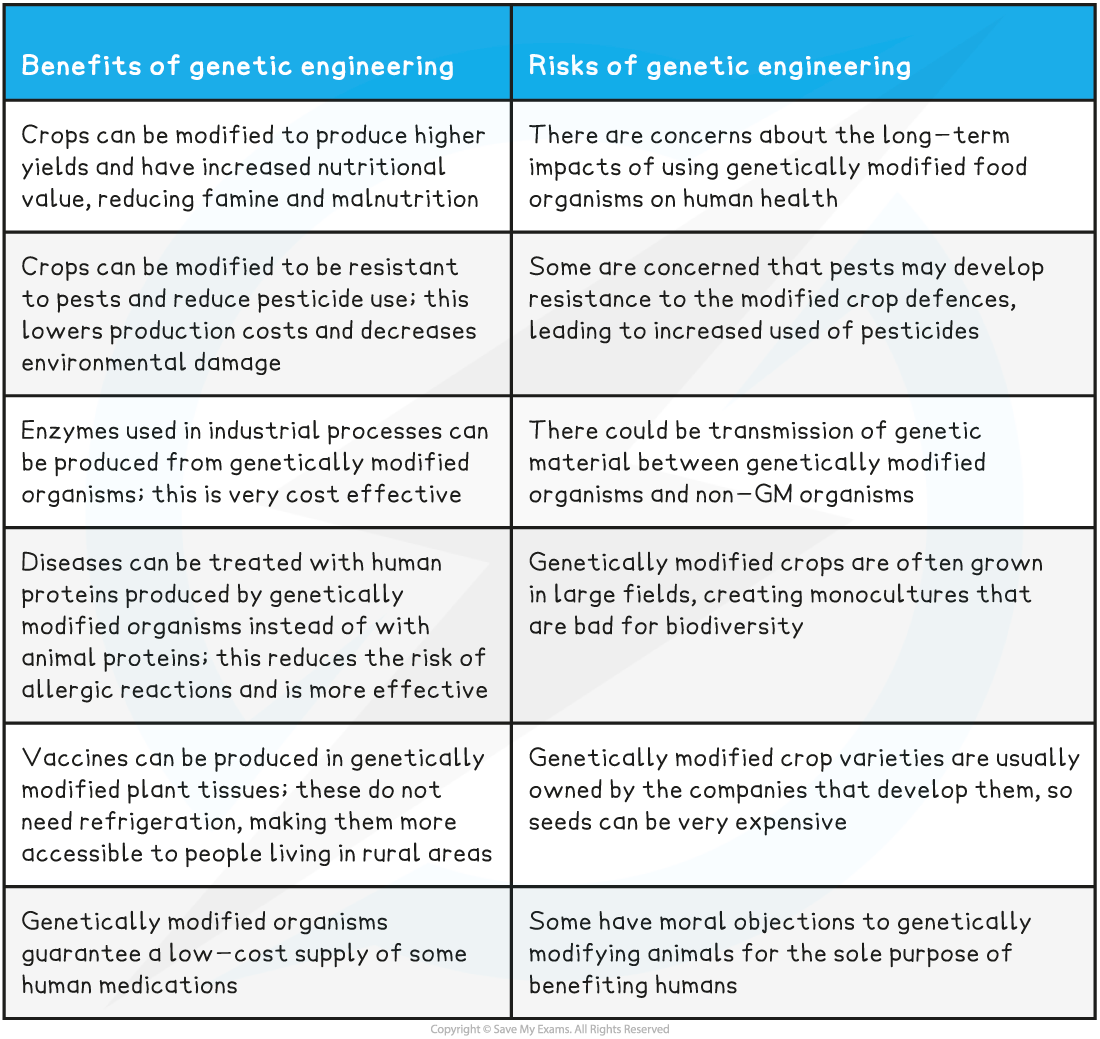 Benefits of genetic engineering
Risks of genetic engineering
Crops can be modified to produce higher
yields and have increased nutritional
value, reducing famine and malnutrition
There are concerns about the long-term
impacts of using genetically modified food
organisms on human health
Crops can be modified to be resistant
to pests and reduce pesticide use; this
lowers production costs and decreases
environmental damage
Some are concerned that pests may develop
resistance to the modified crop defences,
leading to increased used of pesticides
Enzymes used in industrial processes can
be produced from genetically modified
organisms; this is very cost effective
There could be transmission of genetic
material between genetically modified
organisms and non-GM organisms
Diseases can be treated with human
proteins produced by genetically
modified organisms instead of with
animal proteins; this reduces the risk of
allergic reactions and is more effective
Genetically modified crops are often grown
in large fields, creating monocultures that
are bad for biodiversity
Vaccines can be produced in genetically
modified plant tissues; these do not
need refrigeration, making them more
accessible to people living in rural areas
Genetically modified crop varieties are usually
owned by the companies that develop them, so
seeds can be very expensive
Genetically modified organisms
guarantee a low-cost supply of some
human medications
Some have moral objections to genetically
modifying animals for the sole purpose of
benefiting humans
Copyright © Save My Exams. All Rights Reserved